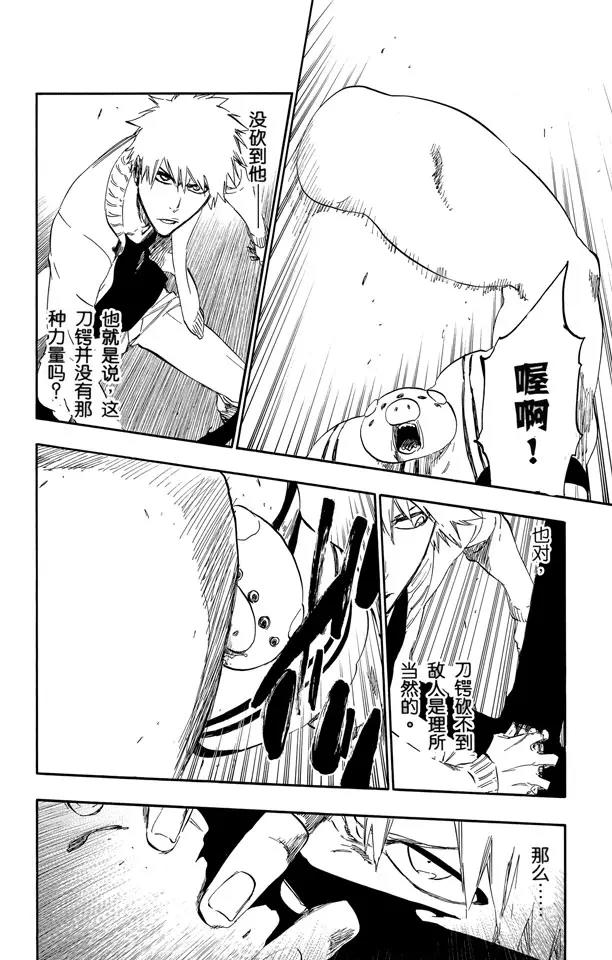 喔啊！
没砍到他—
也就是说，这
刀锷并没有那
种力量吗？
也对，
刀锷砍不到
敌人是理所
当然的。
那么……